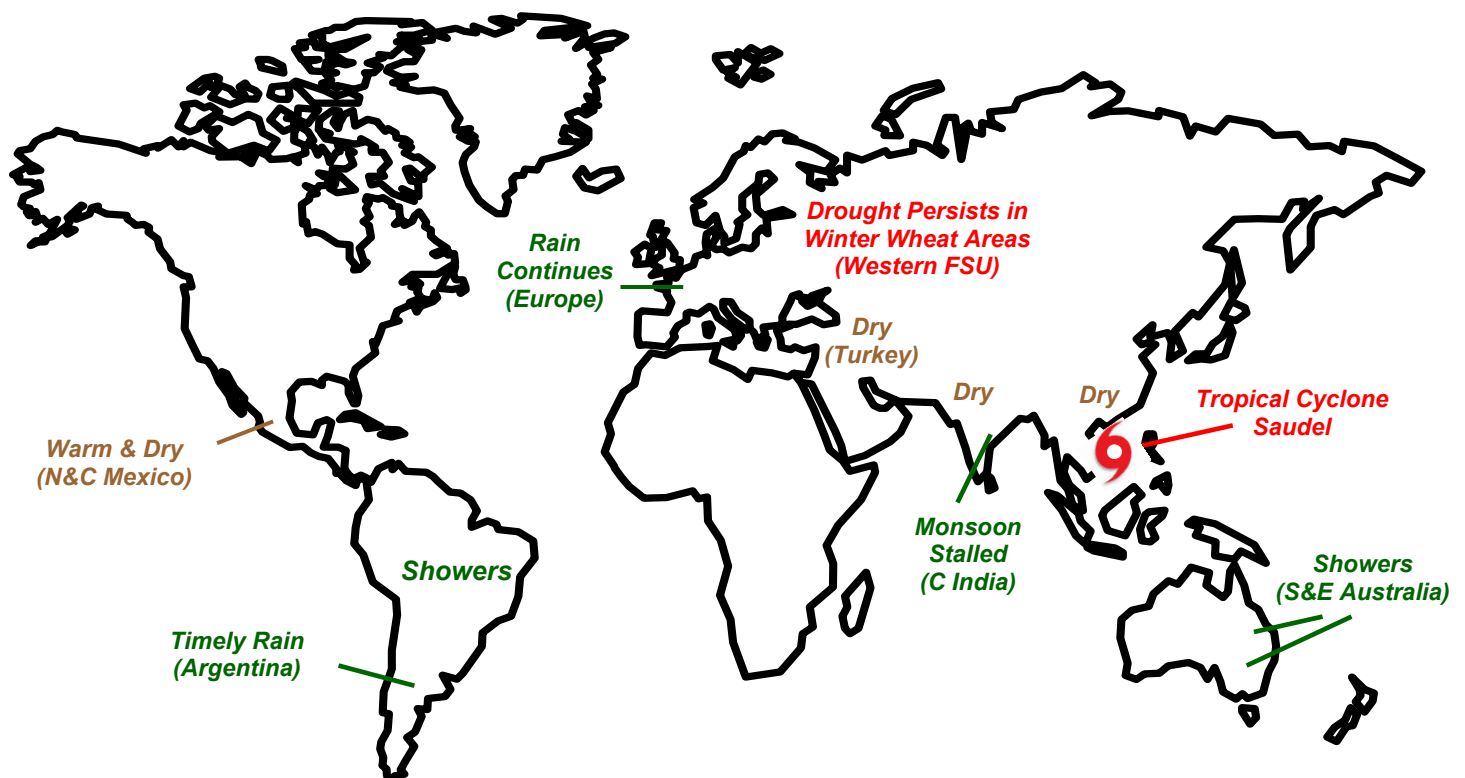 Drought Persists in
Winter Wheat Areas
(Western FSU)
Rain
Continues
(Europe)
Dry
(Turkey)
Dry
Dry
Tropical Cyclone
Saudel
Warm & Dry
(N&C Mexico)
Monsoon
Stalled
(C India)
Showers
Showers
(S&E Australia)
Timely Rain
(Argentina)